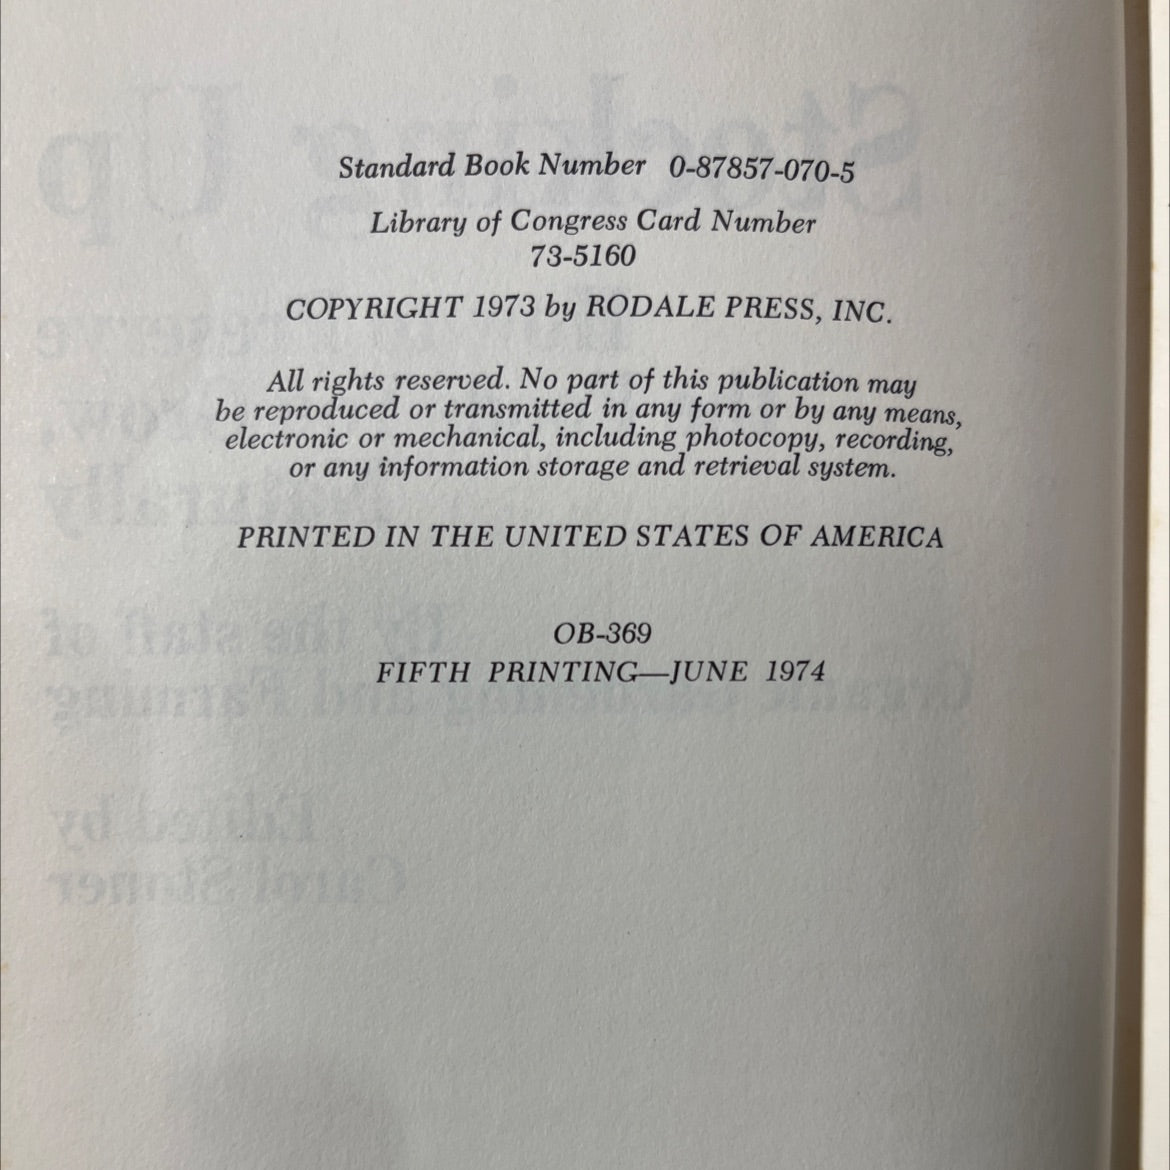 Standard Book Number 0-87857-070-5
Library of Congress Card Number
73-5160
COPYRIGHT 1973 by RODALE PRESS, INC.
All rights reserved. No part of this publication may
be reproduced or transmitted in any form or by any means,
electronic or mechanical, including photocopy, recording,
or any information storage and retrieval system.
PRINTED IN THE UNITED STATES OF AMERICA
OB-369
FIFTH PRINTING—JUNE 1974